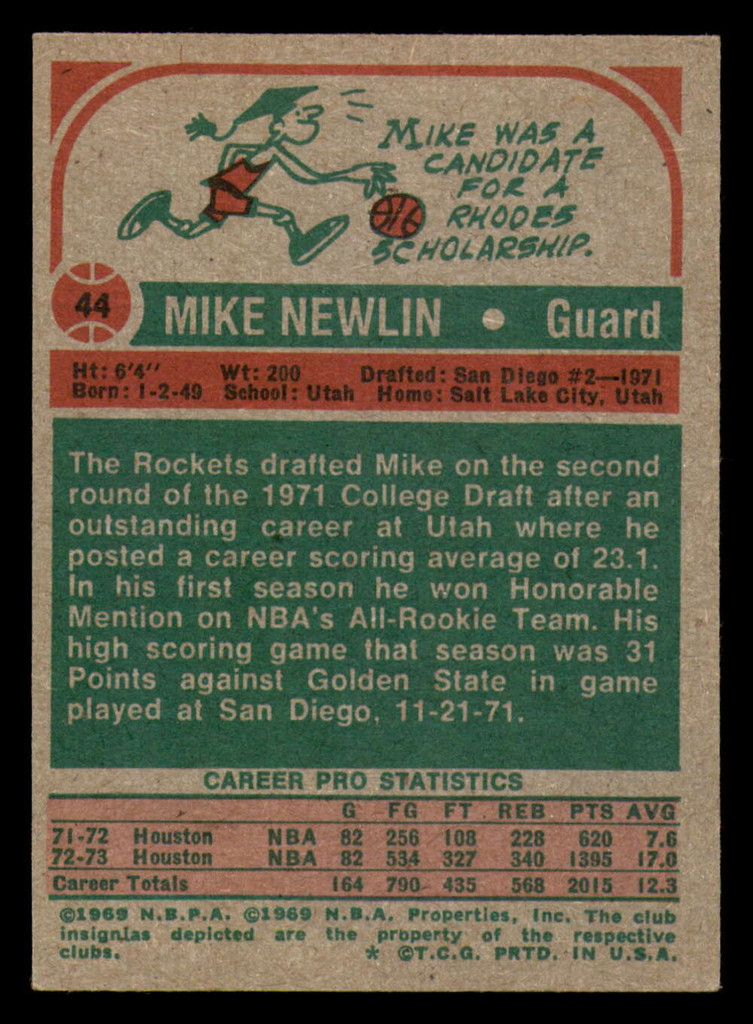 MIKE WAS A
CANDIDATE
FOR A
RHODES
SCHOLARSHIP.
44 MIKE NEWLIN • Guard
Ht: 6'4" Wt: 200 Drafted: San Diego #2—1971
Born: 1-2-49 School: Utah Home: Salt Lake City, Utah
The Rockets drafted Mike on the second
round of the 1971 College Draft after an
outstanding career at Utah where he
posted a career scoring average of 23.1.
In his first season he won Honorable
Mention on NBA's All-Rookie Team. His
high scoring game that season was 31
Points against Golden State in game
played at San Diego, 11-21-71.
CAREER PRO STATISTICS
G FG FT REB PTS AVG
71-72 Houston NBA 82 256 108 228 620 7.6
72-73 Houston NBA 82 534 327 340 1395 17.0
Career Totals 164 790 435 568 2015 12.3
©1969 N.B.P.A. ©1969 N.B.A. Properties, Inc. The club
insignias depicted are the property of the respective
clubs. * ©T.C.G. PRTD. IN U.S.A.